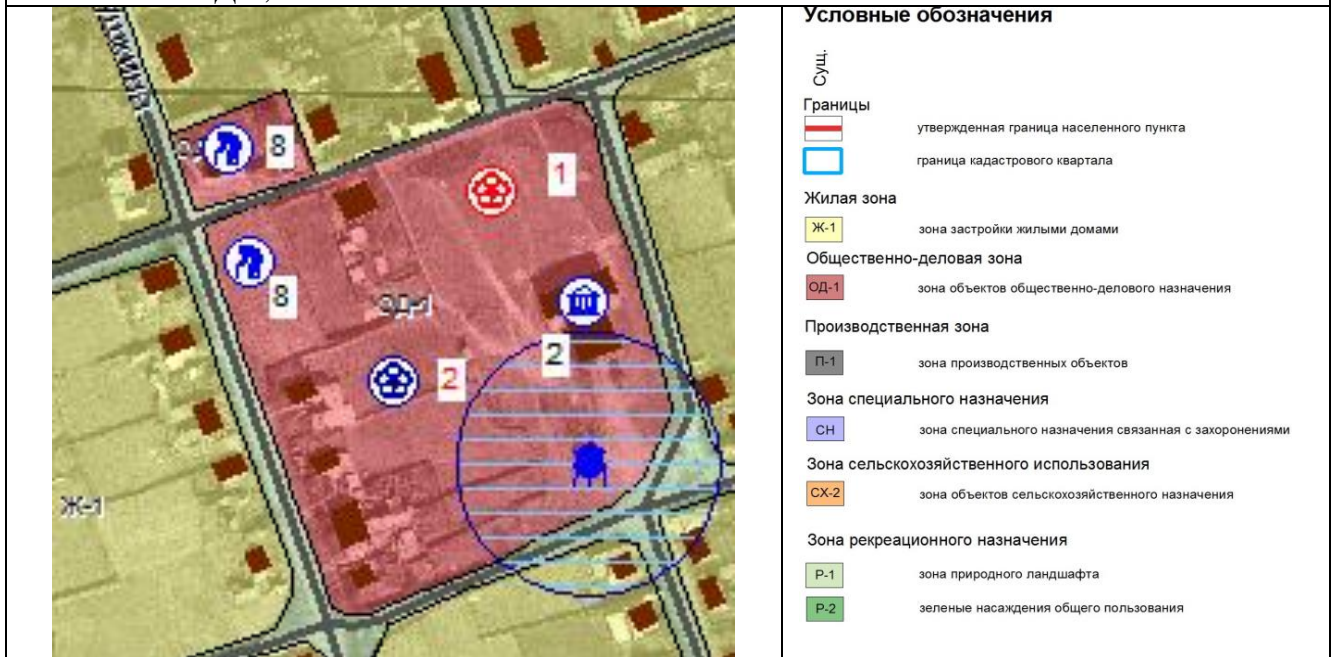 8
1
8
ОД-1
2
2
Ж-1
Условные обозначения
Сущ.
Границы
утвержденная граница населенного пункта
граница кадастрового квартала
Жилая зона
Ж-1 зона застройки жилыми домами
Общественно-деловая зона
ОД-1 зона объектов общественно-делового назначения
Производственная зона
П-1 зона производственных объектов
Зона специального назначения
СН зона специального назначения связанная с захоронениями
Зона сельскохозяйственного использования
СХ-2 зона объектов сельскохозяйственного назначения
Зона рекреационного назначения
Р-1 зона природного ландшафта
Р-2 зеленые насаждения общего пользования